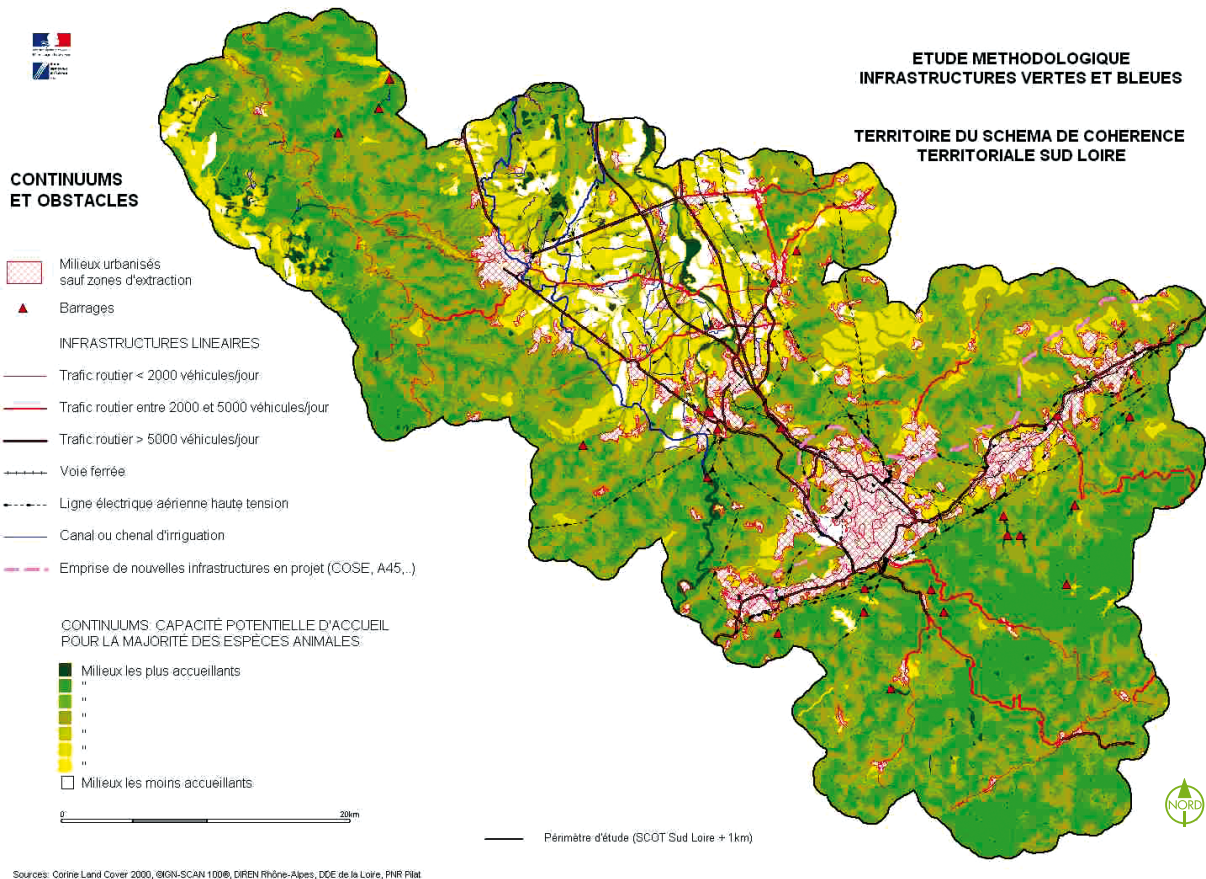 ETUDE METHODOLOGIQUE
INFRASTRUCTURES VERTES ET BLEUES
TERRITOIRE DU SCHEMA DE COHERENCE
TERRITORIALE SUD LOIRE
CONTINUUMS
ET OBSTACLES
Milieux urbanisés
sauf zones d'extraction
Barrages
INFRASTRUCTURES LINEAIRES
Trafic routier < 2000 véhicules/jour
Trafic routier entre 2000 et 5000 véhicules/jour
Trafic routier > 5000 véhicules/jour
Voie ferrée
Ligne électrique aérienne haute tension
Canal ou chenal d'irriguation
Emprise de nouvelles infrastructures en projet (COSE, A45,..)
CONTINUUMS: CAPACITÉ POTENTIELLE D'ACCUEIL
POUR LA MAJORITÉ DES ESPÈCES ANIMALES
Milieux les plus accueillants
"
"
"
"
"
"
Milieux les moins accueillants
0 20km
NORD
Périmètre d'étude (SCOT Sud Loire + 1km)
Sources: Corine Land Cover 2000, ©IGN-SCAN 100®, DIREN Rhône-Alpes, DDE de la Loire, PNR Pilat